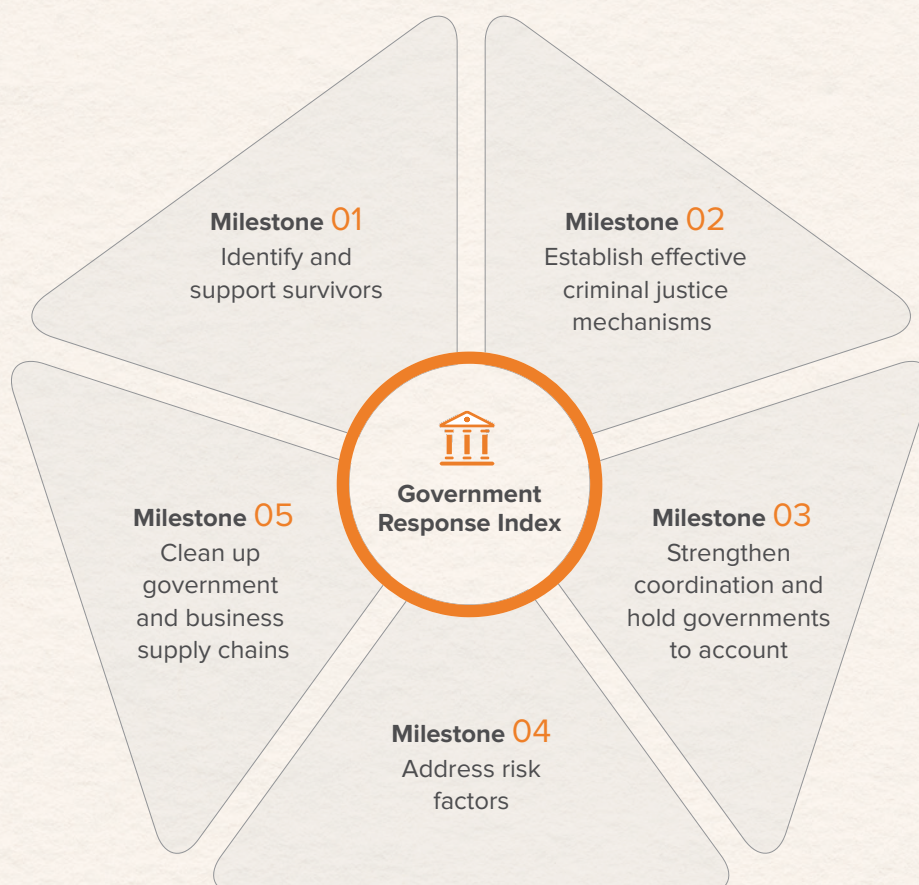 Milestone 01
Identify and
support survivors
Milestone 02
Establish effective
criminal justice
mechanisms
Government
Response Index
Milestone 05
Clean up
government
and business
supply chains
Milestone 03
Strengthen
coordination and
hold governments
to account
Milestone 04
Address risk
factors